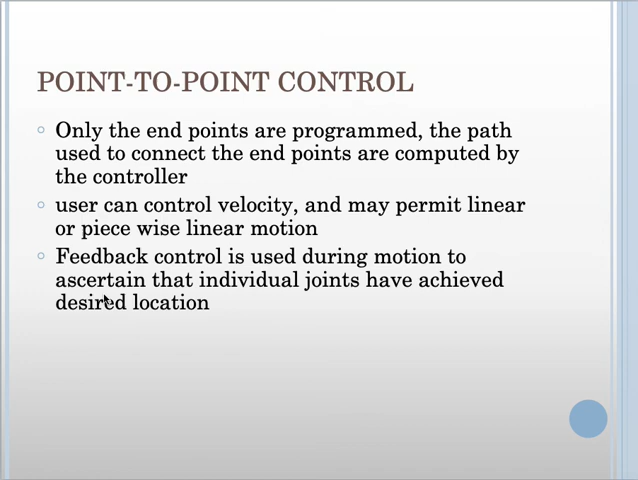 POINT-TO-POINT CONTROL
Only the end points are programmed, the path
used to connect the end points are computed by
the controller
user can control velocity, and may permit linear
or piece wise linear motion
Feedback control is used during motion to
ascertain that individual joints have achieved
desired location